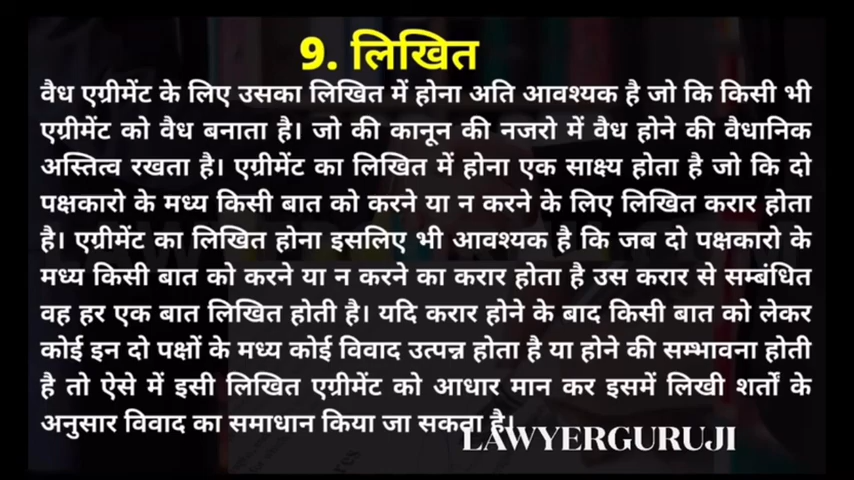 9. लिखित
वैध एग्रीमेंट के लिए उसका लिखित में होना अति आवश्यक है जो कि किसी भी
एग्रीमेंट को वैध बनाता है। जो की कानून की नजरो में वैध होने की वैधानिक
अस्तित्व रखता है। एग्रीमेंट का लिखित में होना एक साक्ष्य होता है जो कि दो
पक्षकारो के मध्य किसी बात को करने या न करने के लिए लिखित करार होता
है। एग्रीमेंट का लिखित होना इसलिए भी आवश्यक है कि जब दो पक्षकारो के
मध्य किसी बात को करने या न करने का करार होता है उस करार से सम्बंधित
वह हर एक बात लिखित होती है। यदि करार होने के बाद किसी बात को लेकर
कोई इन दो पक्षों के मध्य कोई विवाद उत्पन्न होता है या होने की सम्भावना होती
है तो ऐसे में इसी लिखित एग्रीमेंट को आधार मान कर इसमें लिखी शर्तों के
अनुसार विवाद का समाधान किया जा सकता है।
LAWYERGURUJI